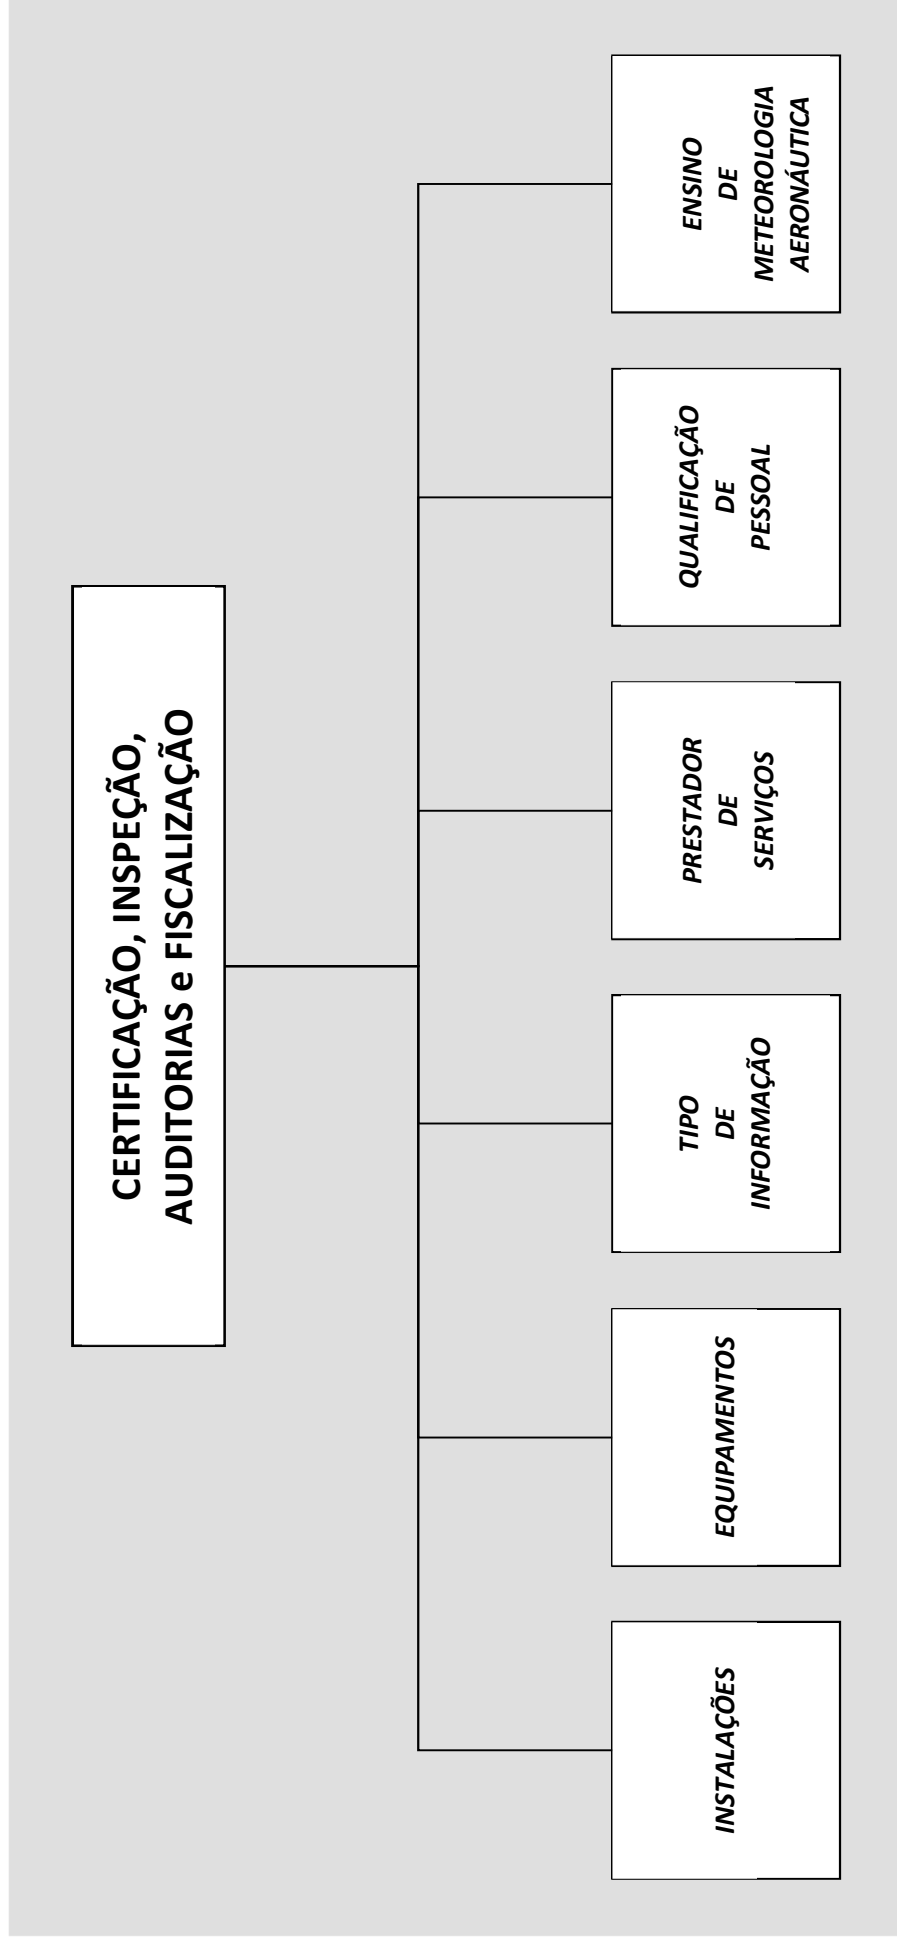 CERTIFICAÇÃO, INSPEÇÃO,
AUDITORIAS e FISCALIZAÇÃO
INSTALAÇÕES
EQUIPAMENTOS
TIPO
DE
INFORMAÇÃO
PRESTADOR
DE
SERVIÇOS
QUALIFICAÇÃO
DE
PESSOAL
ENSINO
DE
METEOROLOGIA
AERONÁUTICA